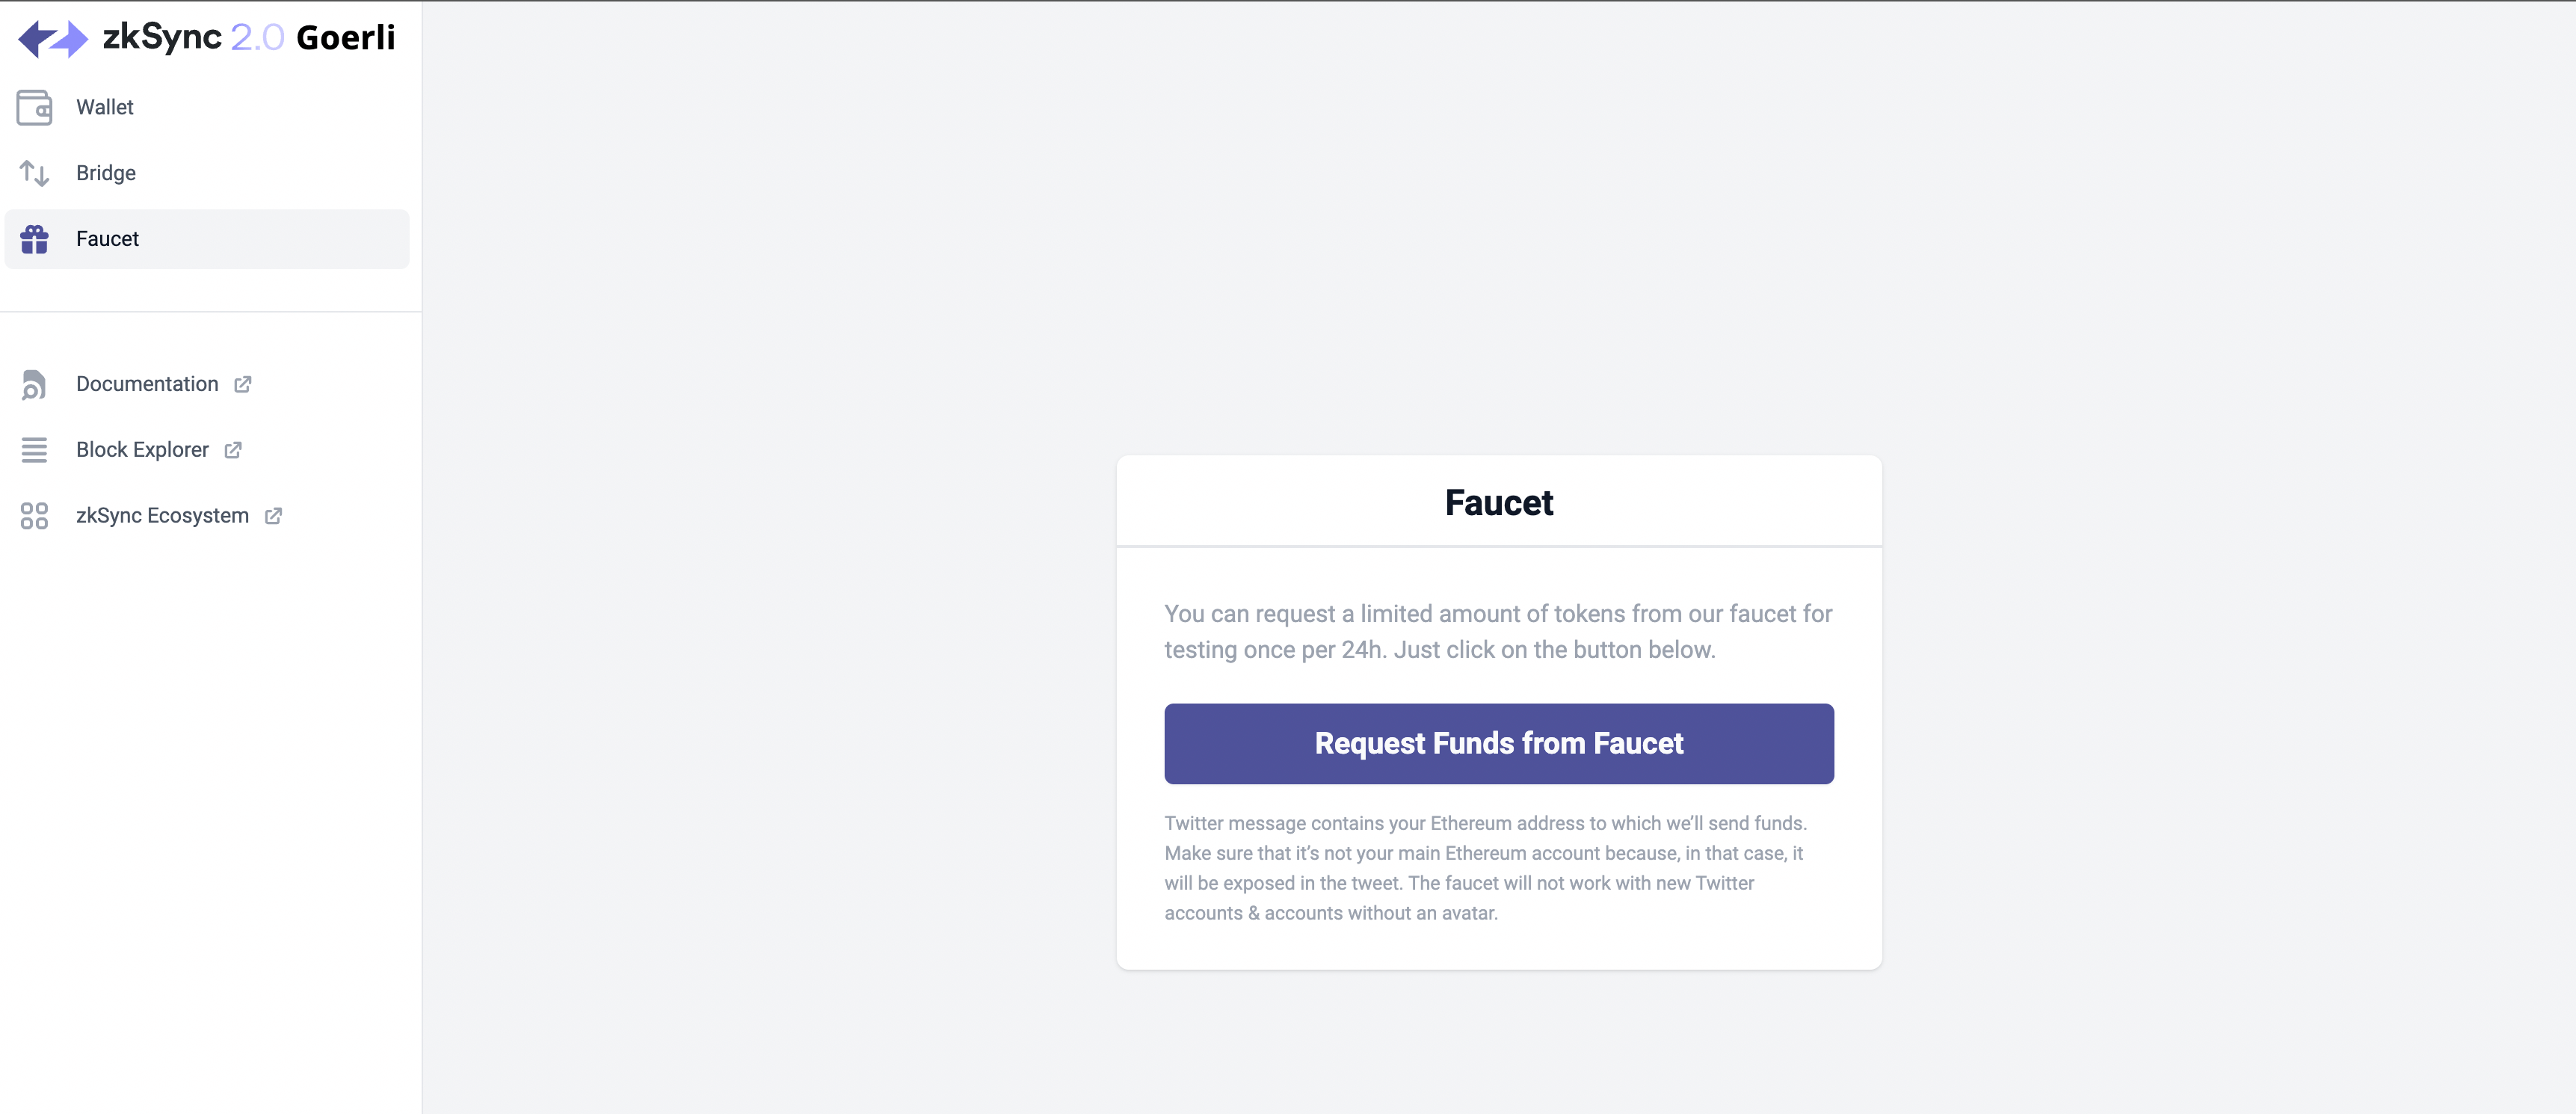 zkSync 2.0 Goerli
Wallet
Bridge
Faucet
Documentation
Block Explorer
zkSync Ecosystem
Faucet
You can request a limited amount of tokens from our faucet for
testing once per 24h. Just click on the button below.
Request Funds from Faucet
Twitter message contains your Ethereum address to which we’ll send funds.
Make sure that it’s not your main Ethereum account because, in that case, it
will be exposed in the tweet. The faucet will not work with new Twitter
accounts & accounts without an avatar.